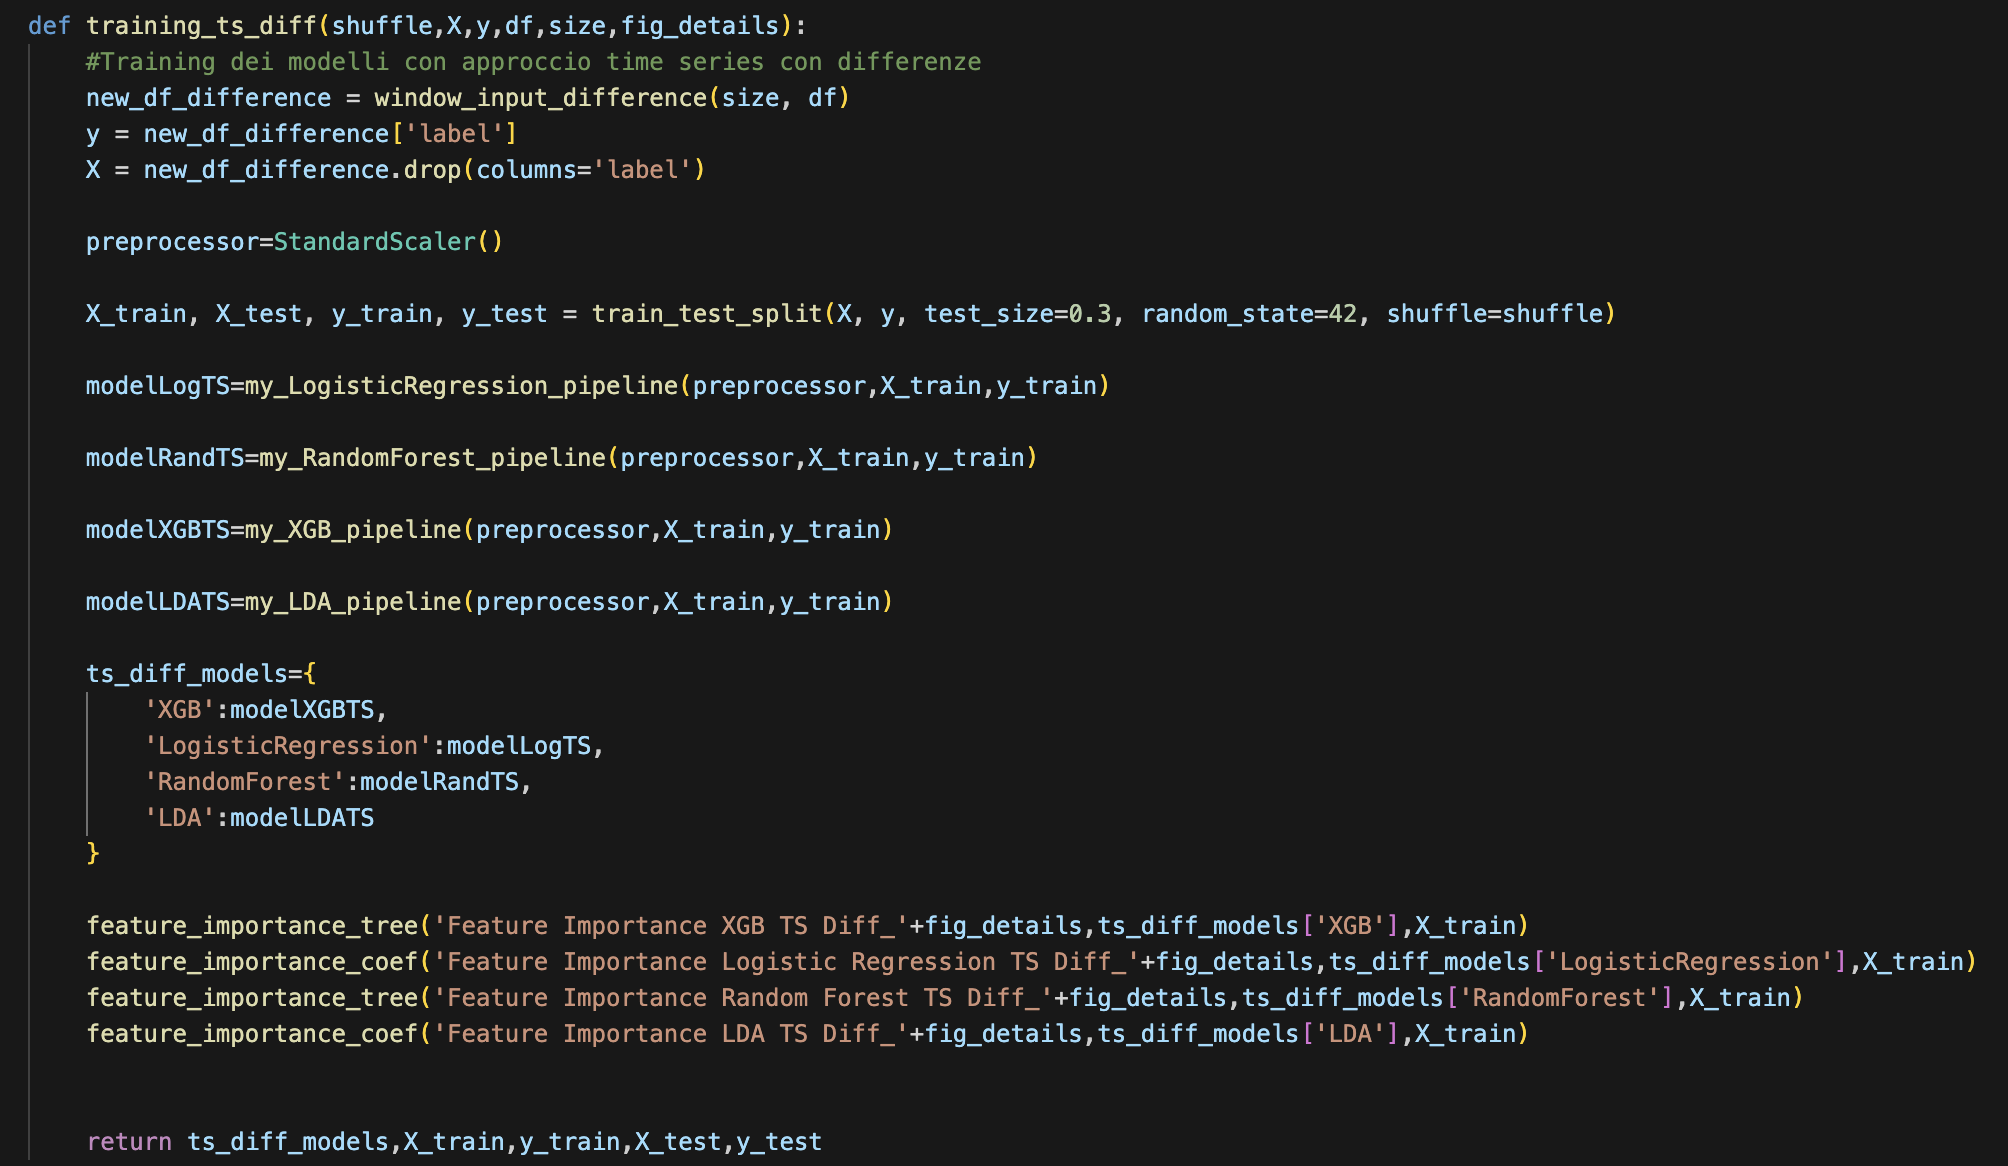 def training_ts_diff(shuffle,X,y,df,size,fig_details):
    #Training dei modelli con approccio time series con differenze
    new_df_difference = window_input_difference(size, df)
    y = new_df_difference['label']
    X = new_df_difference.drop(columns='label')

    preprocessor=StandardScaler()

    X_train, X_test, y_train, y_test = train_test_split(X, y, test_size=0.3, random_state=42, shuffle=shuffle)

    modelLogTS=my_LogisticRegression_pipeline(preprocessor,X_train,y_train)

    modelRandTS=my_RandomForest_pipeline(preprocessor,X_train,y_train)

    modelXGBTS=my_XGB_pipeline(preprocessor,X_train,y_train)

    modelLDATS=my_LDA_pipeline(preprocessor,X_train,y_train)

    ts_diff_models={
        'XGB':modelXGBTS,
        'LogisticRegression':modelLogTS,
        'RandomForest':modelRandTS,
        'LDA':modelLDATS
    }

    feature_importance_tree('Feature Importance XGB TS Diff_'+fig_details,ts_diff_models['XGB'],X_train)
    feature_importance_coef('Feature Importance Logistic Regression TS Diff_'+fig_details,ts_diff_models['LogisticRegression'],X_train)
    feature_importance_tree('Feature Importance Random Forest TS Diff_'+fig_details,ts_diff_models['RandomForest'],X_train)
    feature_importance_coef('Feature Importance LDA TS Diff_'+fig_details,ts_diff_models['LDA'],X_train)


    return ts_diff_models,X_train,y_train,X_test,y_test